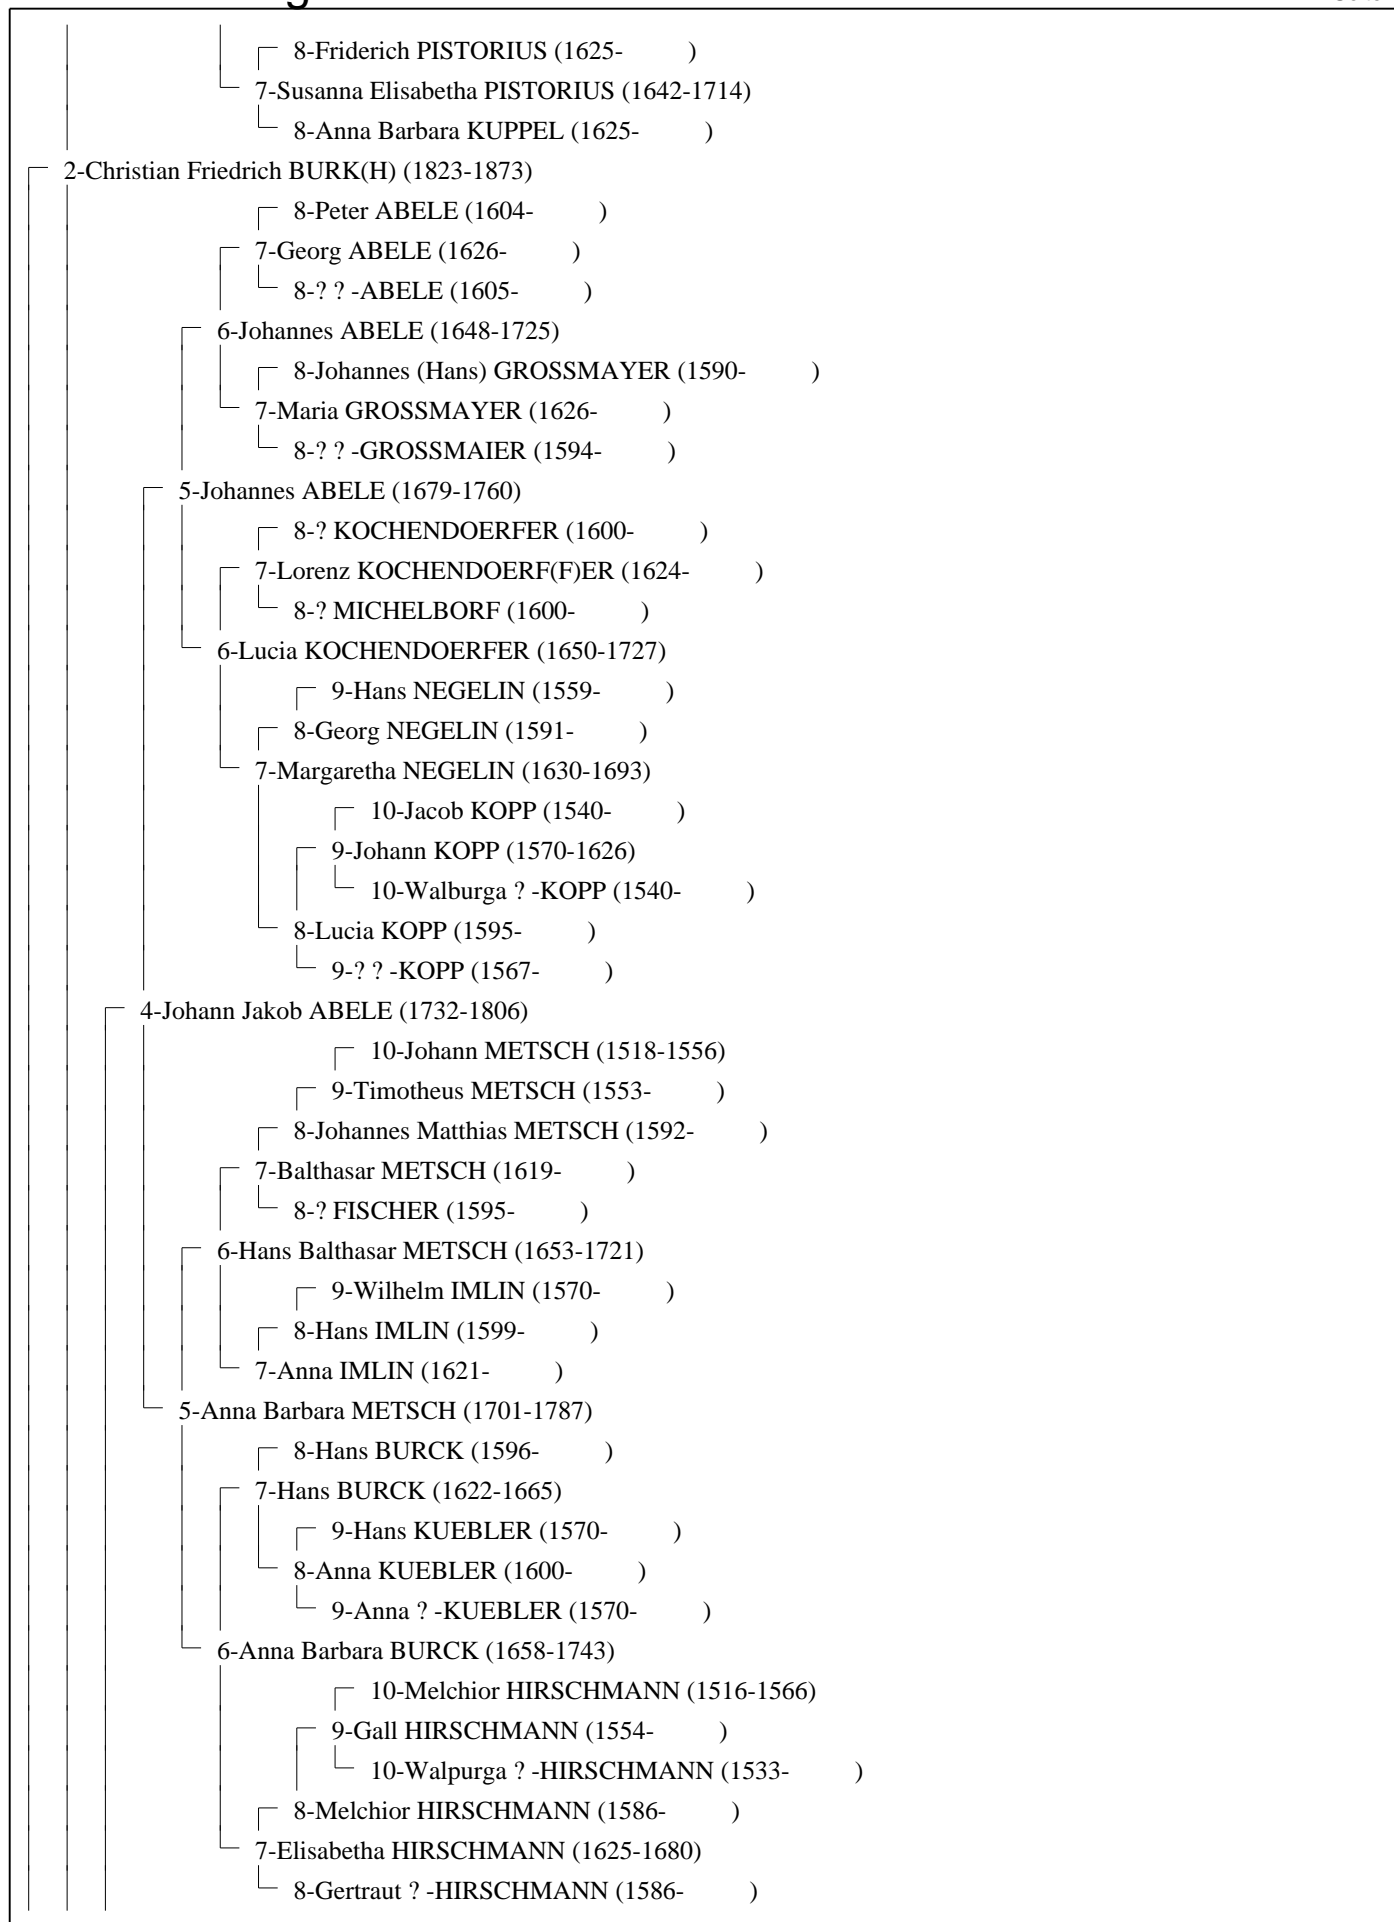 8-Friderich PISTORIUS (1625- )
7-Susanna Elisabetha PISTORIUS (1642-1714)
8-Anna Barbara KUPPEL (1625- )
2-Christian Friedrich BURK(H) (1823-1873)
8-Peter ABELE (1604- )
7-Georg ABELE (1626- )
8-? ? -ABELE (1605- )
6-Johannes ABELE (1648-1725)
8-Johannes (Hans) GROSSMAYER (1590- )
7-Maria GROSSMAYER (1626- )
8-? ? -GROSSMAIER (1594- )
5-Johannes ABELE (1679-1760)
8-? KOCHENDOERFER (1600- )
7-Lorenz KOCHENDOERF(F)ER (1624- )
8-? MICHELBORF (1600- )
6-Lucia KOCHENDOERFER (1650-1727)
9-Hans NEGELIN (1559- )
8-Georg NEGELIN (1591- )
7-Margaretha NEGELIN (1630-1693)
10-Jacob KOPP (1540- )
9-Johann KOPP (1570-1626)
10-Walburga ? -KOPP (1540- )
8-Lucia KOPP (1595- )
9-? ? -KOPP (1567- )
4-Johann Jakob ABELE (1732-1806)
10-Johann METSCH (1518-1556)
9-Timotheus METSCH (1553- )
8-Johannes Matthias METSCH (1592- )
7-Balthasar METSCH (1619- )
8-? FISCHER (1595- )
6-Hans Balthasar METSCH (1653-1721)
9-Wilhelm IMLIN (1570- )
8-Hans IMLIN (1599- )
7-Anna IMLIN (1621- )
5-Anna Barbara METSCH (1701-1787)
8-Hans BURCK (1596- )
7-Hans BURCK (1622-1665)
9-Hans KUEBLER (1570- )
8-Anna KUEBLER (1600- )
9-Anna ? -KUEBLER (1570- )
6-Anna Barbara BURCK (1658-1743)
10-Melchior HIRSCHMANN (1516-1566)
9-Gall HIRSCHMANN (1554- )
10-Walpurga ? -HIRSCHMANN (1533- )
8-Melchior HIRSCHMANN (1586- )
7-Elisabetha HIRSCHMANN (1625-1680)
8-Gertraut ? -HIRSCHMANN (1586- )